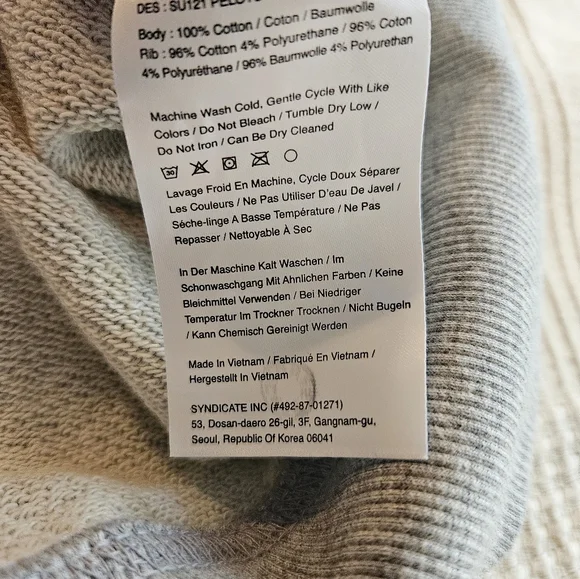 DES : SU121
Body : 100% Cotton / Coton / Baumwolle
Rib : 96% Cotton 4% Polyurethane / 96% Coton
4% Polyuréthane / 96% Baumwolle 4% Polyurethan
Machine Wash Cold, Gentle Cycle With Like
Colors / Do Not Bleach / Tumble Dry Low /
Do Not Iron / Can Be Dry Cleaned
30
Lavage Froid En Machine, Cycle Doux Séparer
Les Couleurs / Ne Pas Utiliser D'eau De Javel /
Séche-linge A Basse Température / Ne Pas
Repasser / Nettoyable À Sec
In Der Maschine Kalt Waschen / Im
Schonwaschgang Mit Ahnlichen Farben / Keine
Bleichmittel Verwenden / Bei Niedriger
Temperatur Im Trockner Trocknen / Nicht Bugeln
/ Kann Chemisch Gereinigt Werden
Made In Vietnam / Fabriqué En Vietnam /
Hergestellt In Vietnam
SYNDICATE INC (#492-87-01271)
53, Dosan-daero 26-gil, 3F, Gangnam-gu,
Seoul, Republic Of Korea 06041